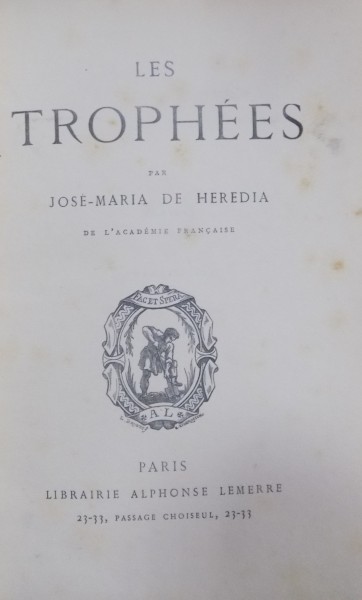 LES
TROPHÉES
PAR
JOSÉ-MARIA DE HEREDIA
DE L'ACADÉMIE FRANÇAISE
FAC ET SPERA
A L
PARIS
LIBRAIRIE ALPHONSE LEMERRE
23-33, PASSAGE CHOISEUL, 23-33